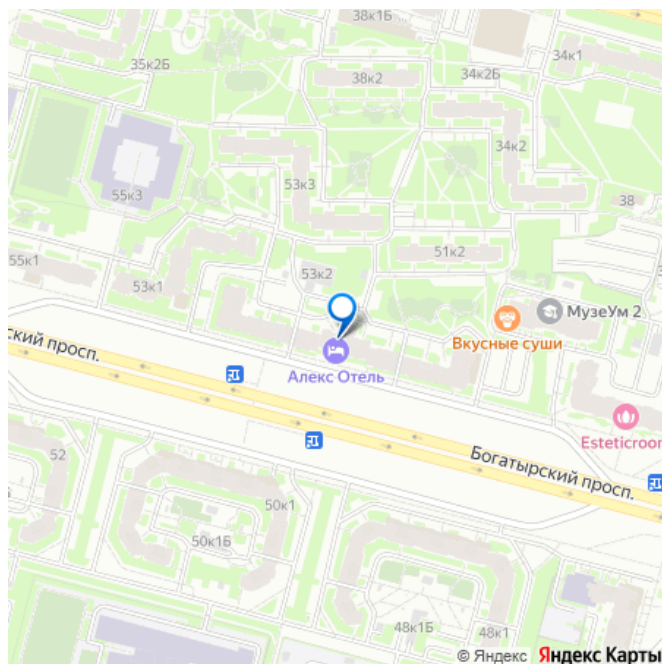 38к1Б
34к1
35к2Б
38к2
34к2Б
34к2
55к3
53к3
38
51к2
55к1
53к2
53к1
МузеУм 2
Вкусные суши
ский просп.
Алекс Отель
Esteticroom
Богатырский просп.
52
50к1
50к1Б
48к1Б
48к1
© Яндекс Яндекс Карты